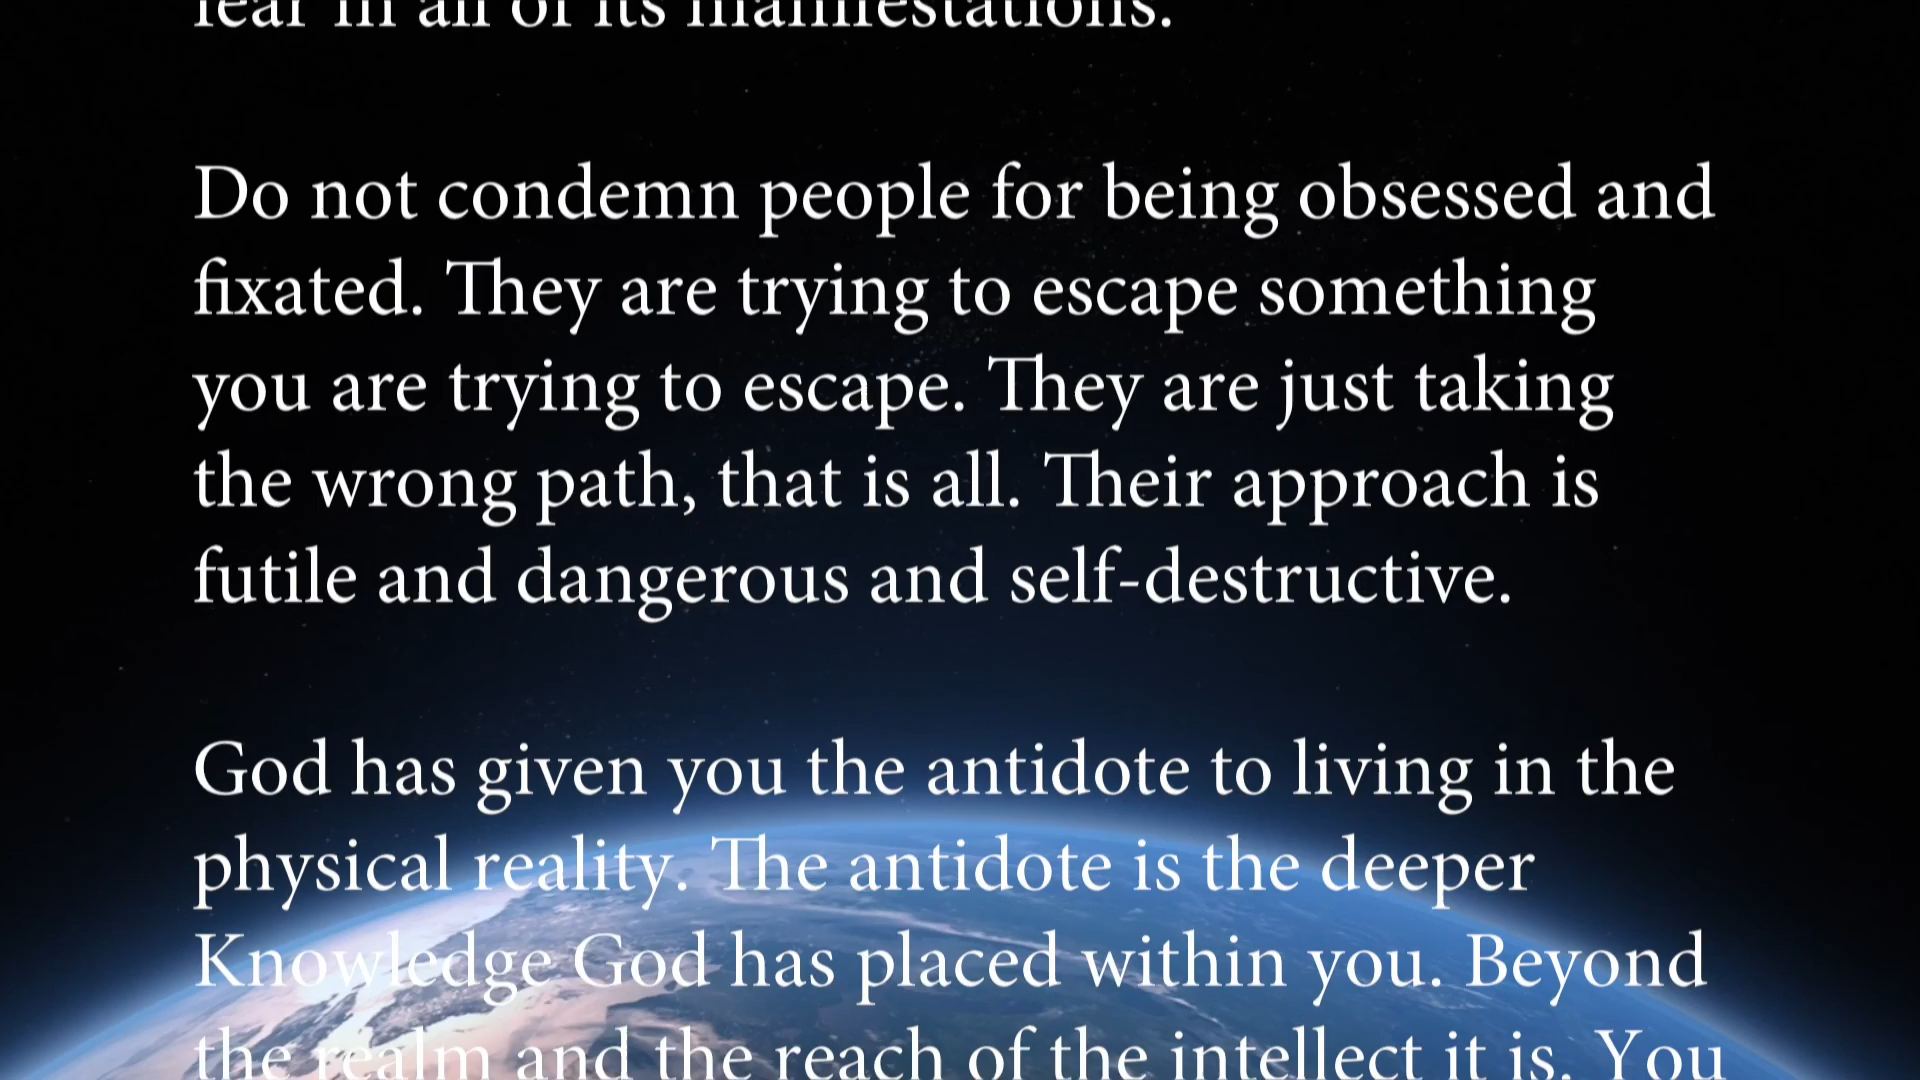 fear in all of its manifestations.
Do not condemn people for being obsessed and
fixated. They are trying to escape something
you are trying to escape. They are just taking
the wrong path, that is all. Their approach is
futile and dangerous and self-destructive.
God has given you the antidote to living in the
physical reality. The antidote is the deeper
Knowledge God has placed within you. Beyond
the realm and the reach of the intellect it is. You